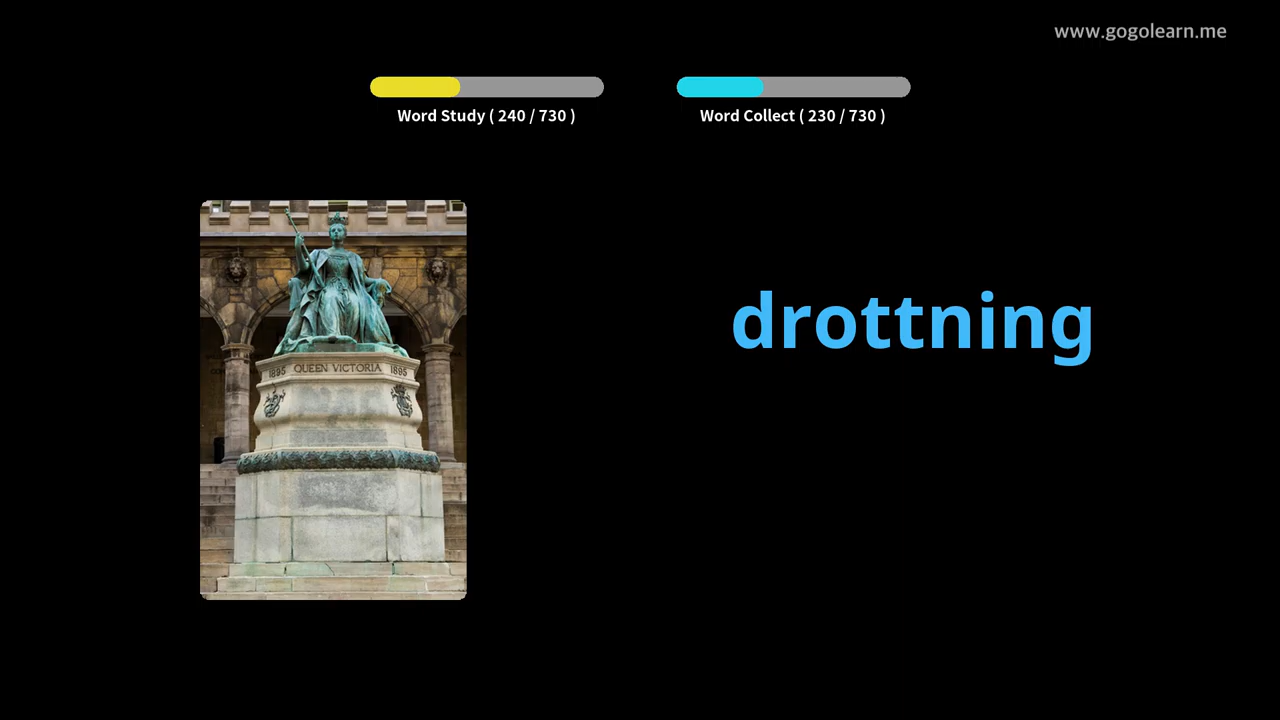 www.gogolearn.me
Word Study ( 240 / 730 )
Word Collect ( 230 / 730 )
1895 QUEEN VICTORIA 1895
drottning